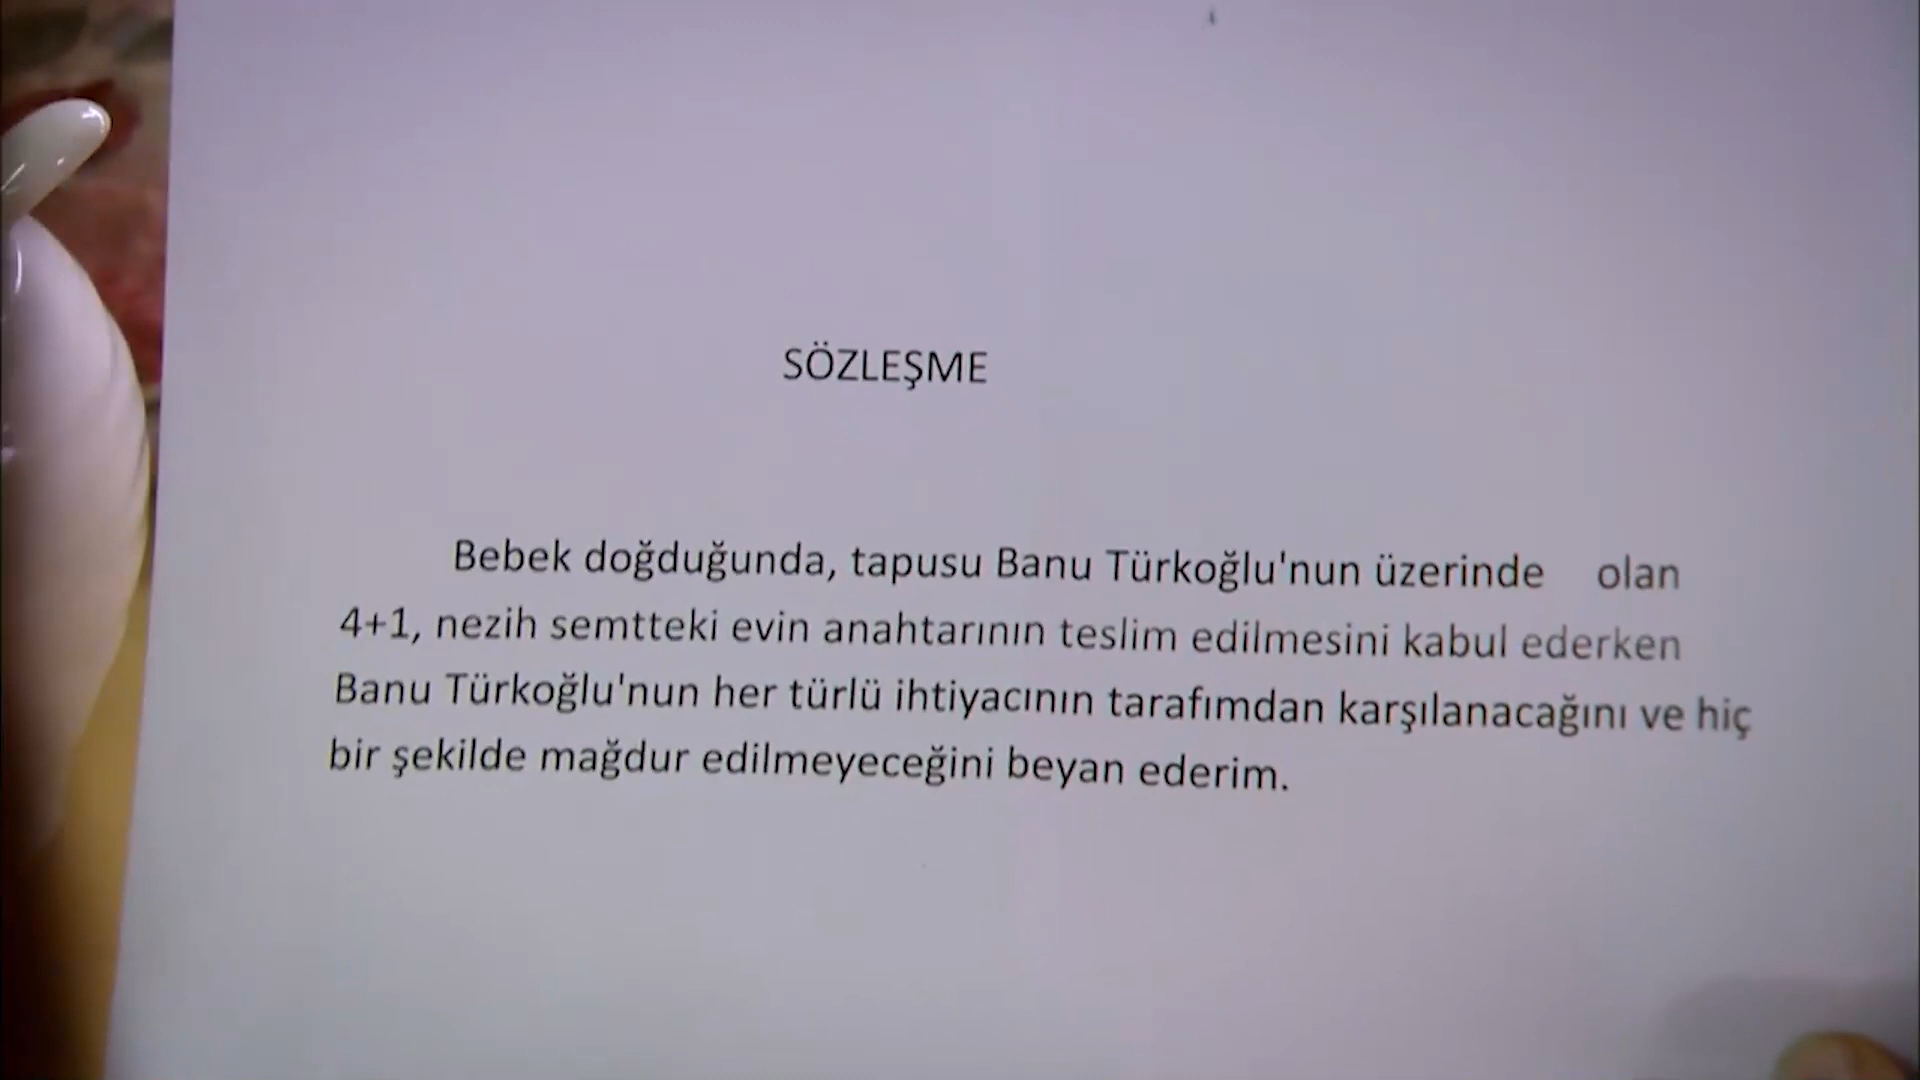 SÖZLEŞME
Bebek doğduğunda, tapusu Banu Türkoğlu'nun üzerinde olan
4+1, nezih semtteki evin anahtarının teslim edilmesini kabul ederken
Banu Türkoğlu'nun her türlü ihtiyacının tarafımdan karşılanacağını ve hiç
bir şekilde mağdur edilmeyeceğini beyan ederim.